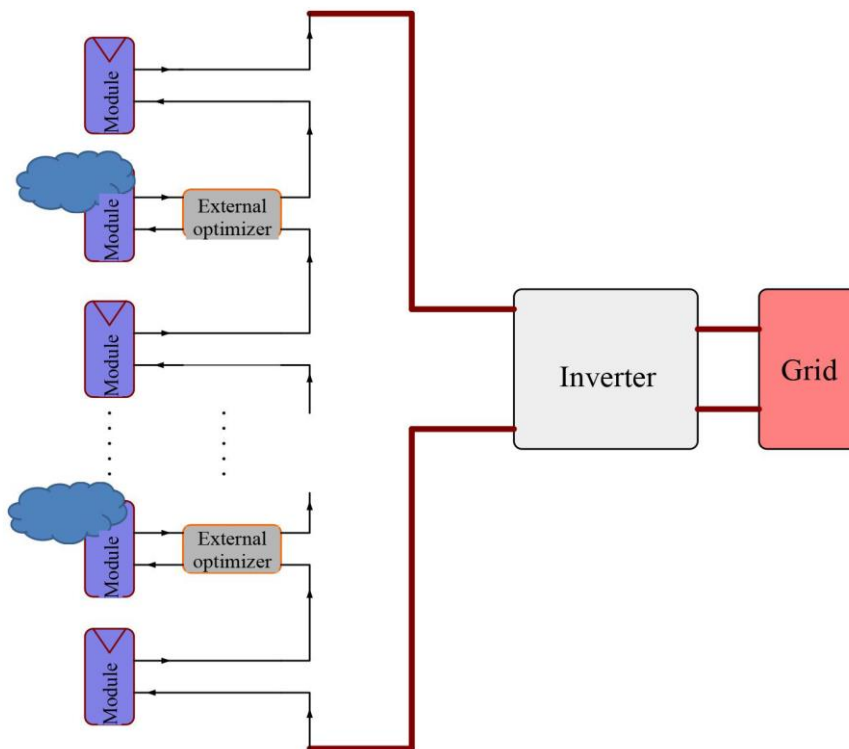 Module
Module
External
optimizer
Module
Inverter
Grid
Module
External
optimizer
Module